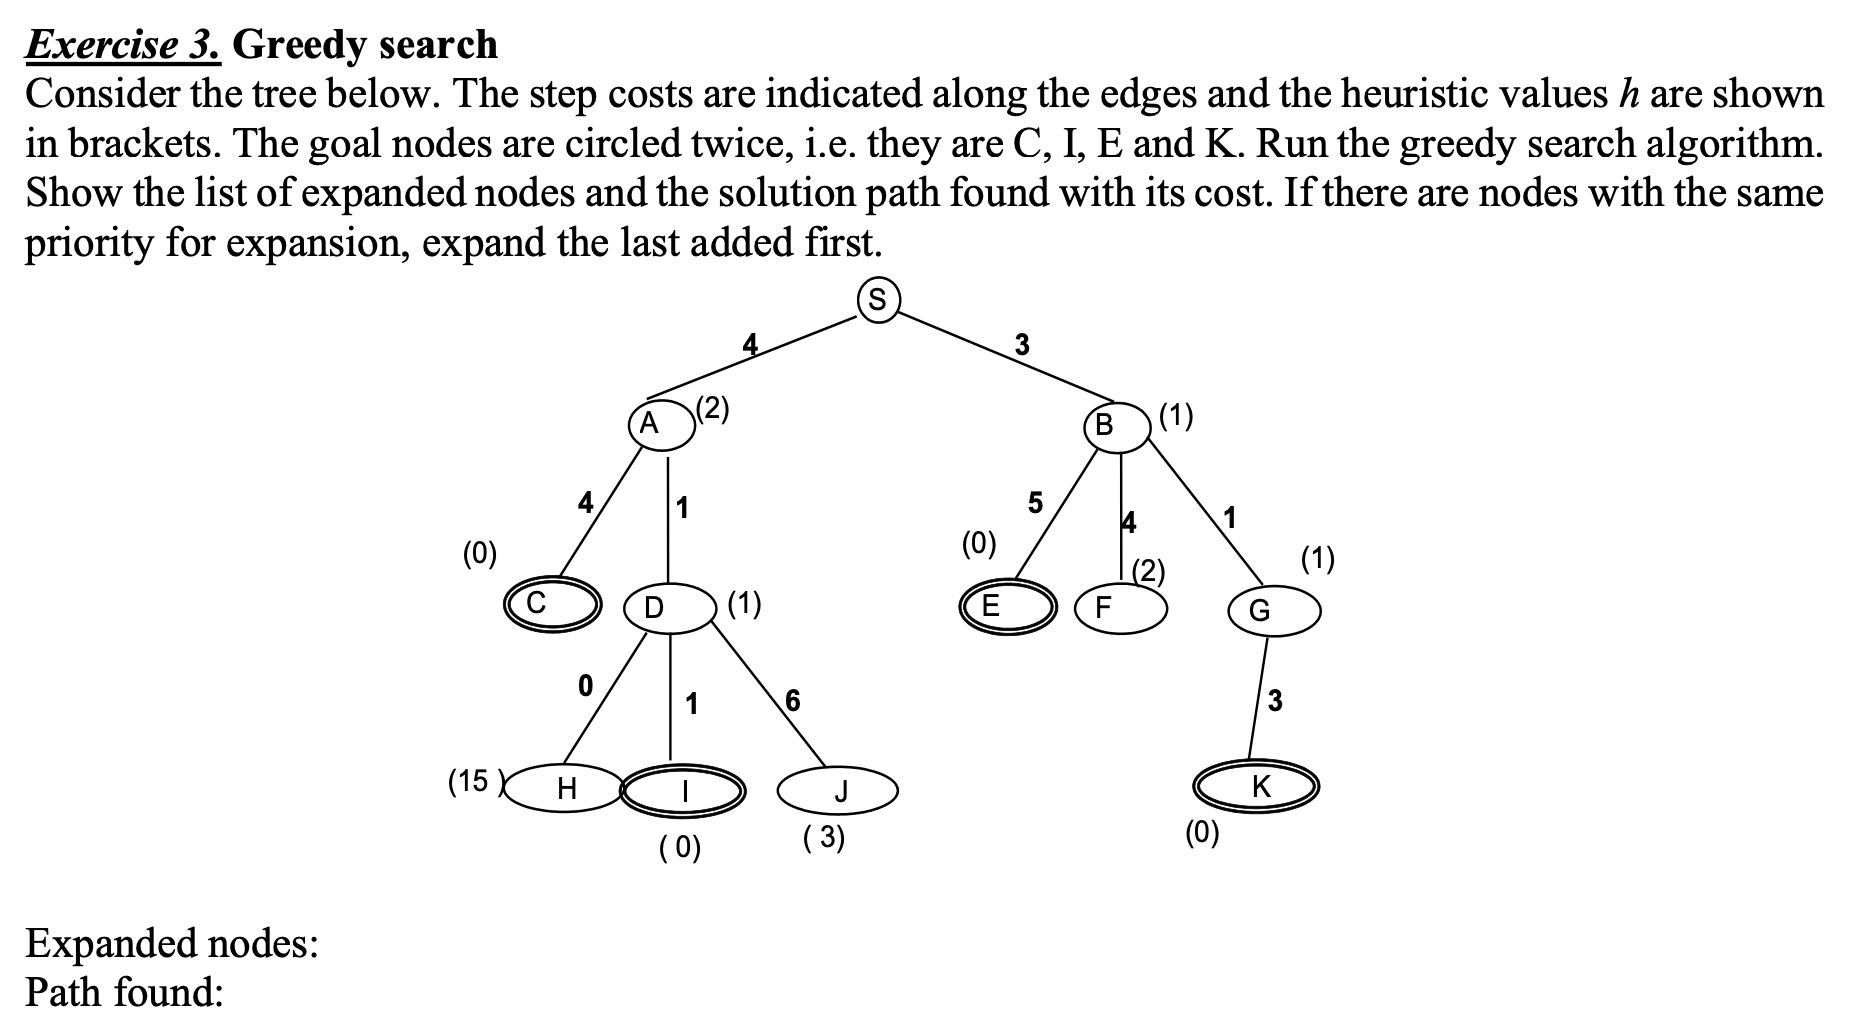 Exercise 3. Greedy search
Consider the tree below. The step costs are indicated along the edges and the heuristic values h are shown
in brackets. The goal nodes are circled twice, i.e. they are C, I, E and K. Run the greedy search algorithm.
Show the list of expanded nodes and the solution path found with its cost. If there are nodes with the same
priority for expansion, expand the last added first.
S
4 3
A (2) B (1)
4 1 5 4 1
(0) (0) (2) (1)
C D (1) E F G
0 1 6 3
(15 ) H I J K
( 0) ( 3) (0)
Expanded nodes:
Path found: